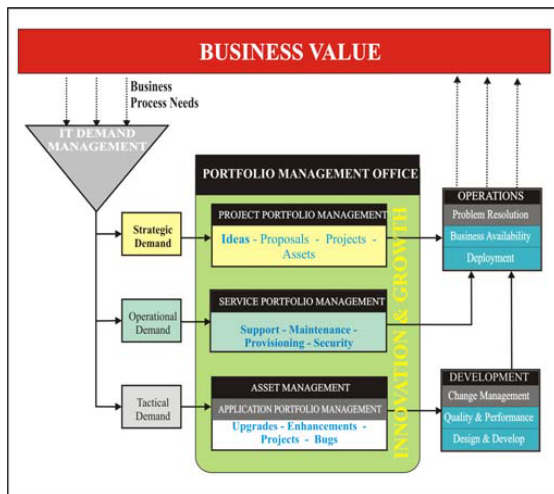 BUSINESS VALUE
Business
Process Needs
IT DEMAND
MANAGEMENT
PORTFOLIO MANAGEMENT OFFICE
Strategic
Demand
PROJECT PORTFOLIO MANAGEMENT
Ideas - Proposals - Projects -
Assets
Operational
Demand
SERVICE PORTFOLIO MANAGEMENT
Support - Maintenance -
Provisioning - Security
Tactical
Demand
ASSET MANAGEMENT
APPLICATION PORTFOLIO MANAGEMENT
Upgrades - Enhancements -
Projects - Bugs
INNOVATION & GROWTH
OPERATIONS
Problem Resolution
Business Availability
Deployment
DEVELOPMENT
Change Management
Quality & Performance
Design & Develop